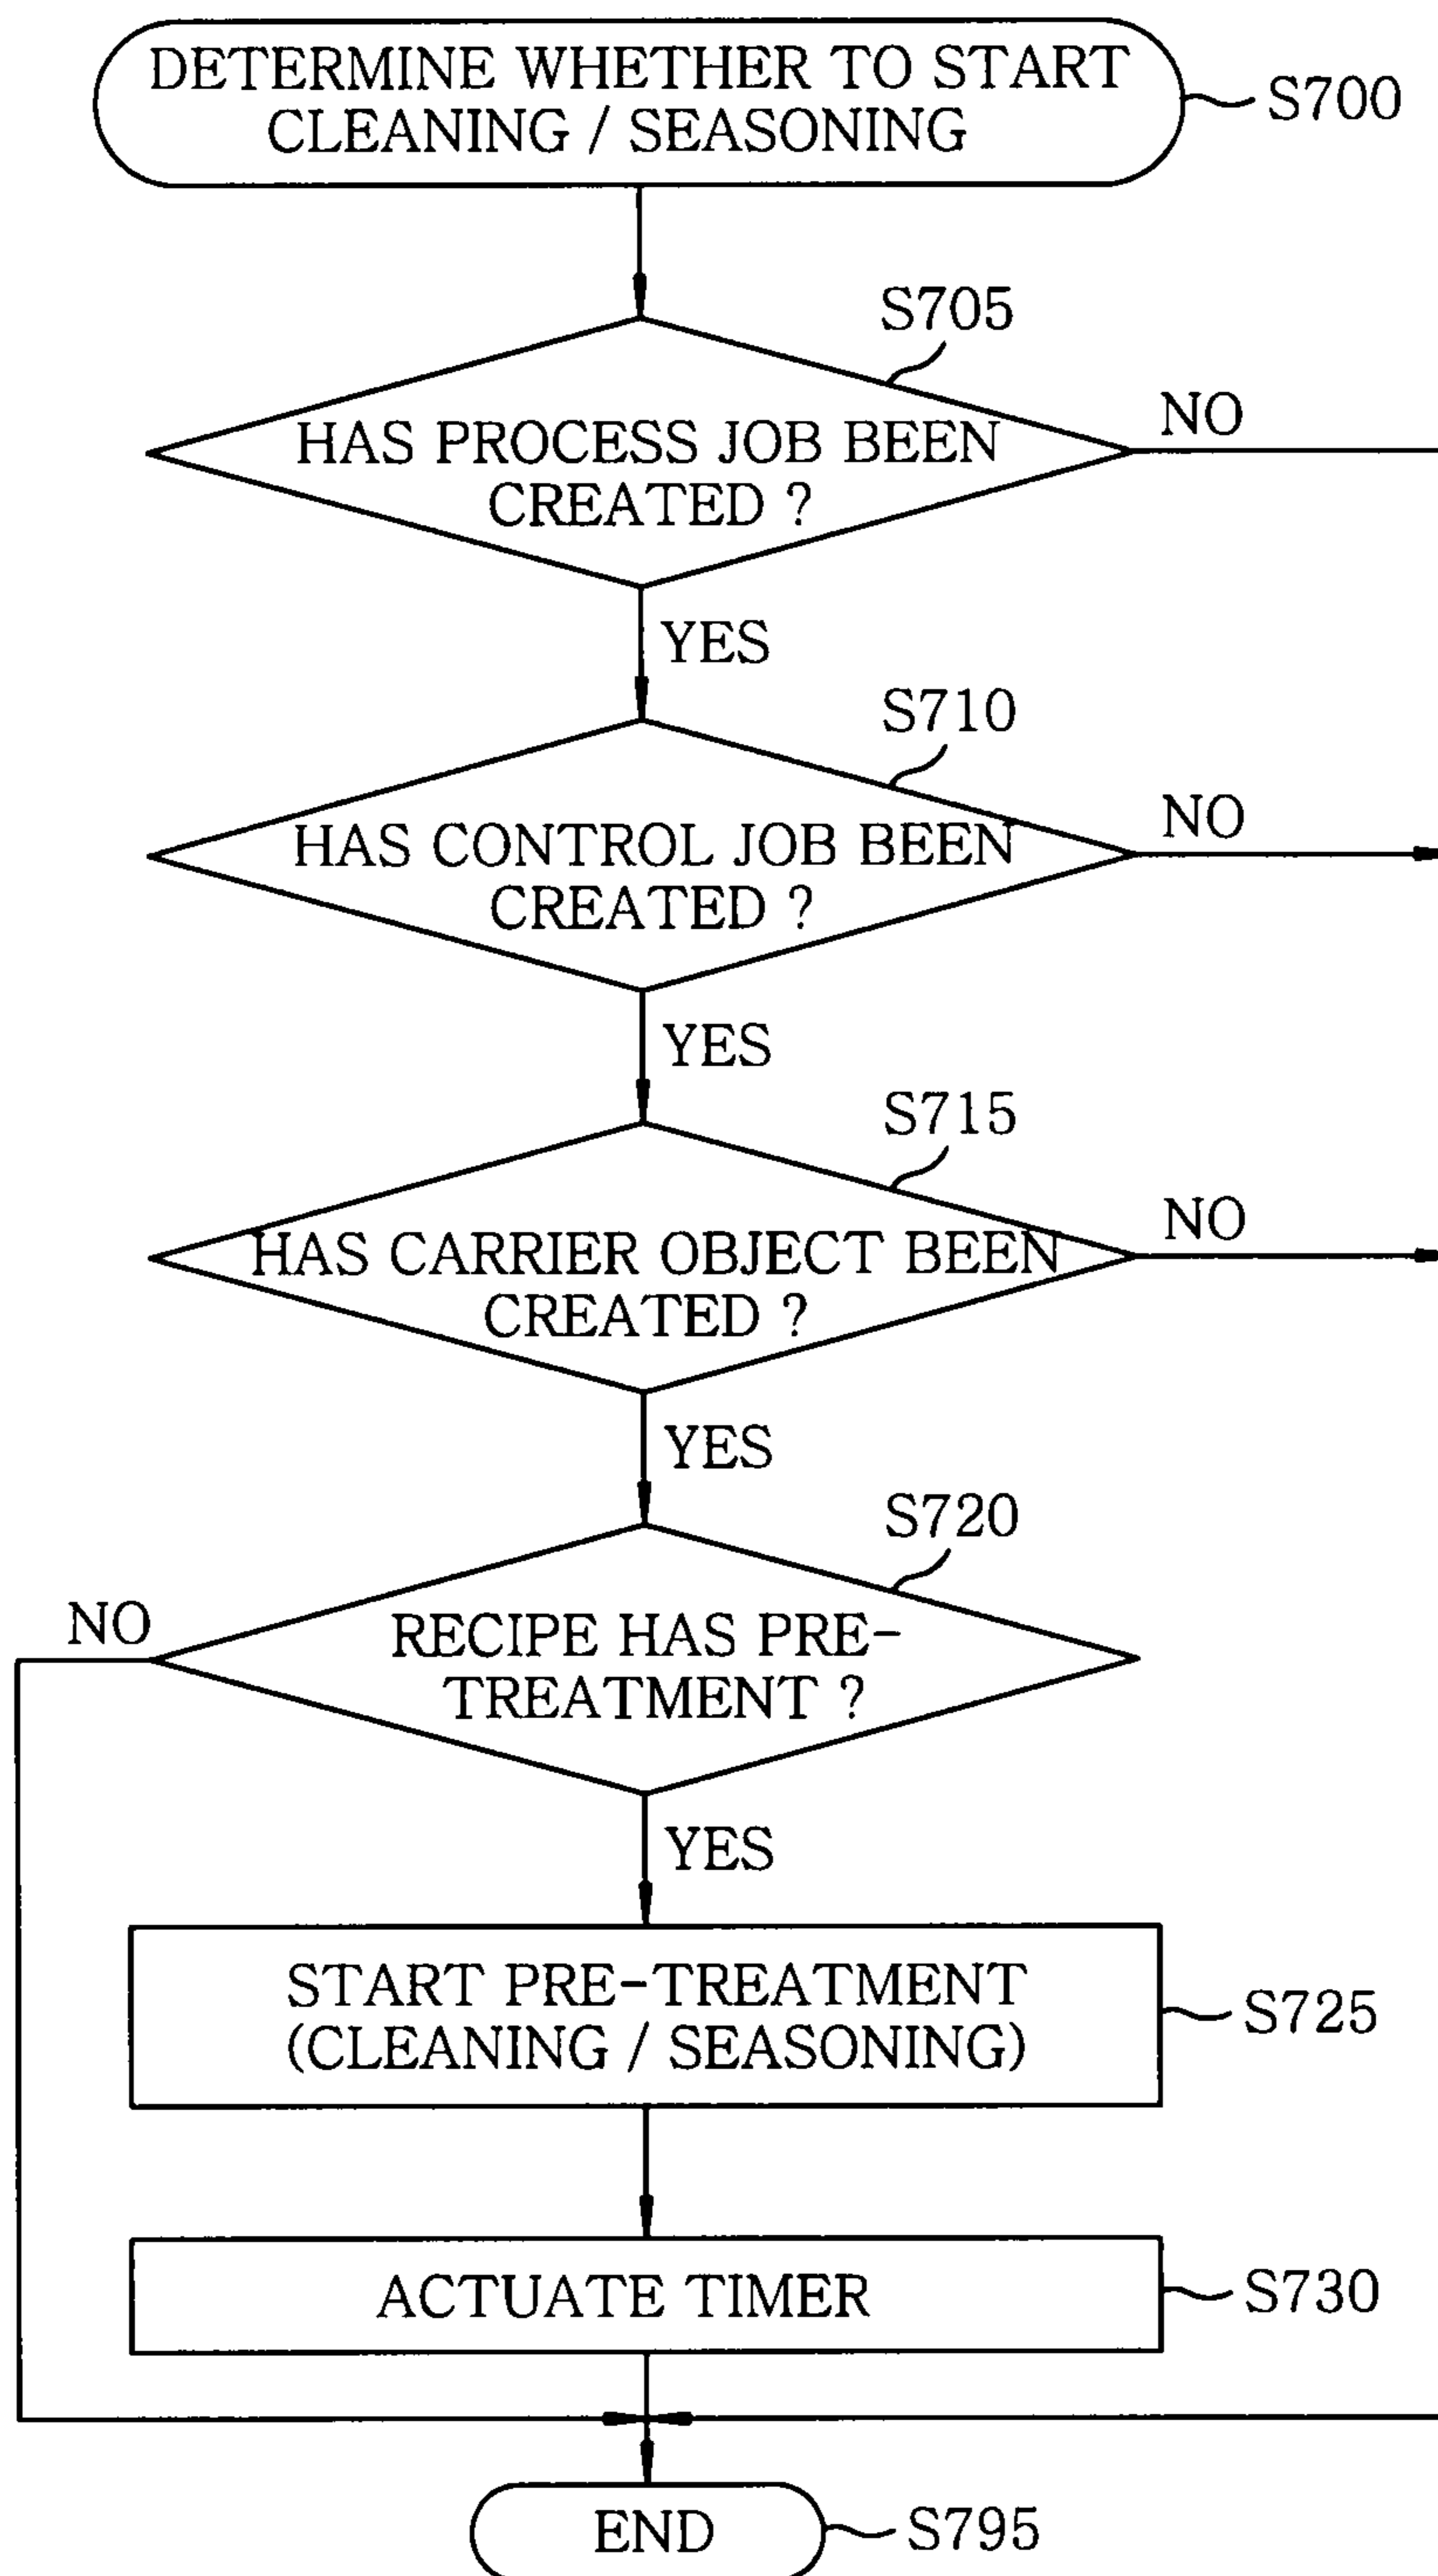 DETERMINE WHETHER TO START
CLEANING / SEASONING
S700
S705
HAS PROCESS JOB BEEN
CREATED ?
NO
YES
S710
HAS CONTROL JOB BEEN
CREATED ?
NO
YES
S715
HAS CARRIER OBJECT BEEN
CREATED ?
NO
YES
S720
RECIPE HAS PRE-
TREATMENT ?
NO
YES
START PRE-TREATMENT
(CLEANING / SEASONING)
S725
ACTUATE TIMER
S730
END
S795